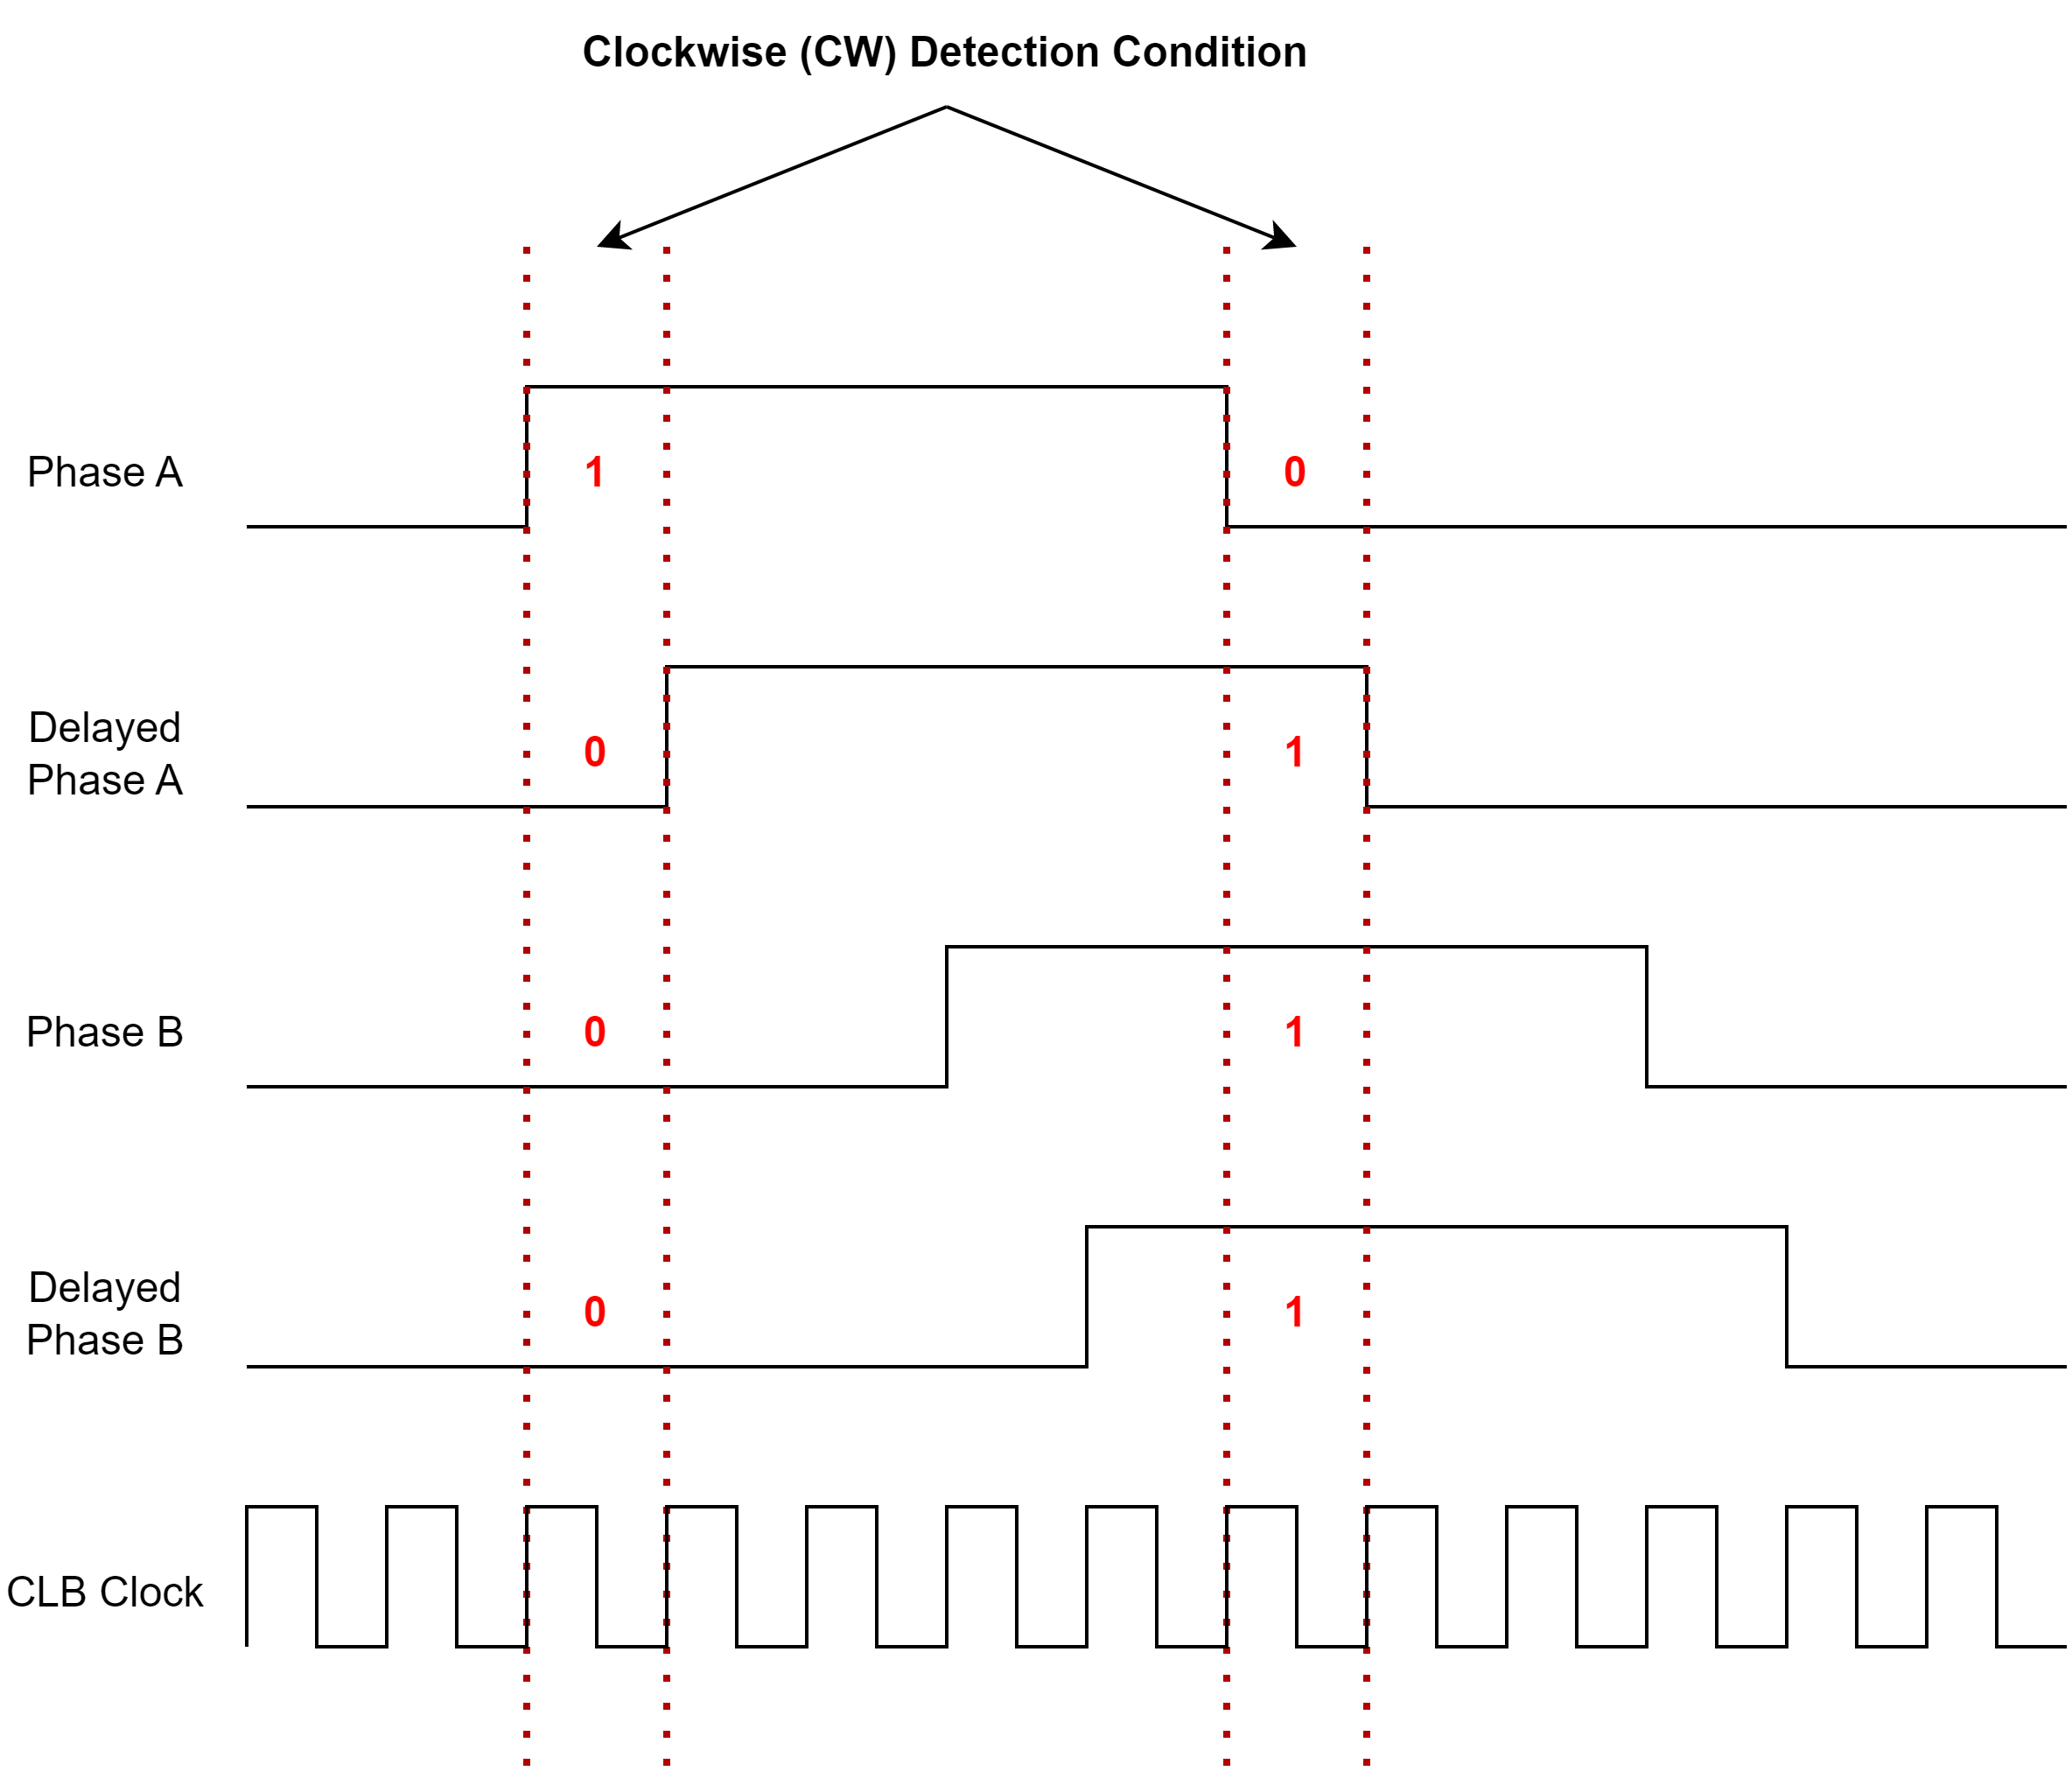 Clockwise (CW) Detection Condition
Phase A
1
0
Delayed
Phase A
0
1
Phase B
0
1
Delayed
Phase B
0
1
CLB Clock